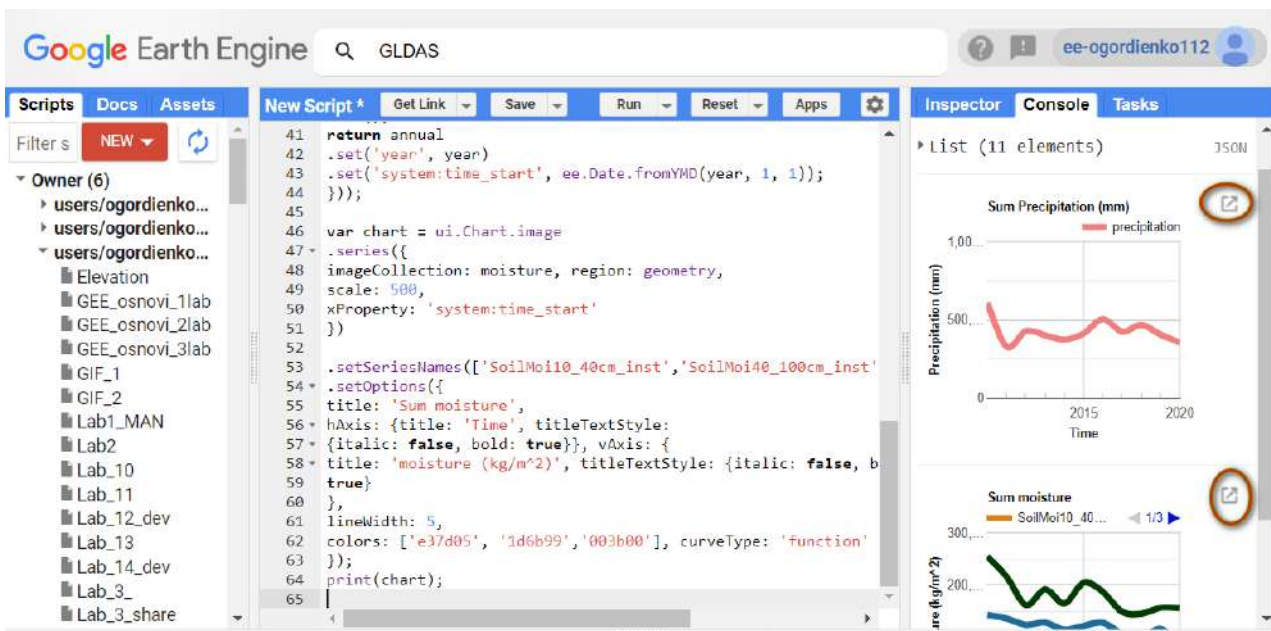 Google Earth Engine
GLDAS
ee-ogordienko112
Scripts Docs Assets
Filter s
NEW
Owner (6)
users/ogordienko...
users/ogordienko...
users/ogordienko...
Elevation
GEE_osnovi_1lab
GEE_osnovi_2lab
GEE_osnovi_3lab
GIF_1
GIF_2
Lab1_MAN
Lab2
Lab_10
Lab_11
Lab_12_dev
Lab_13
Lab_14_dev
Lab_3_
Lab_3_share
New Script *
Get Link
Save
Run
Reset
Apps
41 return annual
42 .set('year', year)
43 .set('system:time_start', ee.Date.fromYMD(year, 1, 1));
44 }));
45
46 var chart = ui.Chart.image
47 .series({
48 imageCollection: moisture, region: geometry,
49 scale: 500,
50 xProperty: 'system:time_start'
51 })
52
53 .setSeriesNames(['SoilMoi10_40cm_inst','SoilMoi40_100cm_inst'
54 .setOptions({
55 title: 'Sum moisture',
56 hAxis: {title: 'Time', titleTextStyle:
57 {italic: false, bold: true}}, vAxis: {
58 title: 'moisture (kg/m^2)', titleTextStyle: {italic: false, b
59 true}
60 },
61 lineWidth: 5,
62 colors: ['e37d05', '1d6b99','003b00'], curveType: 'function'
63 });
64 print(chart);
65
Inspector Console Tasks
List (11 elements)
JSON
Sum Precipitation (mm)
precipitation
1,00...
500,...
0
Precipitation (mm)
2015
2020
Time
Sum moisture
SoilMoi10_40...
1/3
300,...
200,...
ure (kg/m^2)